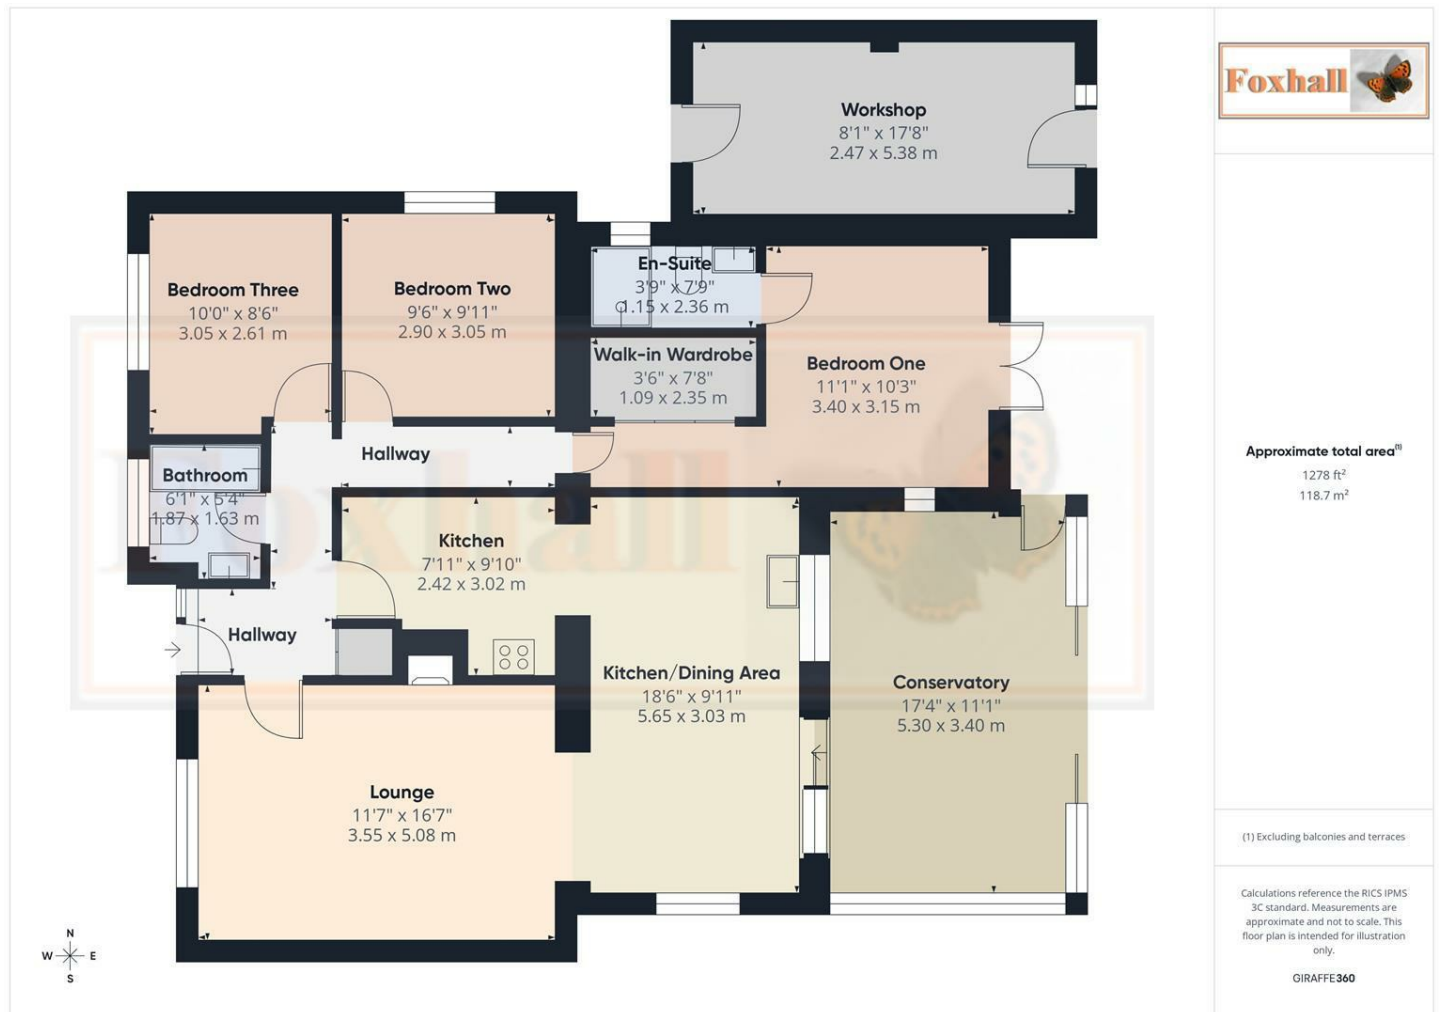 Foxhall
Workshop
8'1" x 17'8"
2.47 x 5.38 m
Bedroom Three
10'0" x 8'6"
3.05 x 2.61 m
Bedroom Two
9'6" x 9'11"
2.90 x 3.05 m
En-Suite
3'9" x 7'9"
1.15 x 2.36 m
Walk-in Wardrobe
3'6" x 7'8"
1.09 x 2.35 m
Bedroom One
11'1" x 10'3"
3.40 x 3.15 m
Hallway
Bathroom
6'1" x 5'4"
1.87 x 1.63 m
Kitchen
7'11" x 9'10"
2.42 x 3.02 m
Hallway
Kitchen/Dining Area
18'6" x 9'11"
5.65 x 3.03 m
Conservatory
17'4" x 11'1"
5.30 x 3.40 m
Lounge
11'7" x 16'7"
3.55 x 5.08 m
Foxhall
N
W E
S
Approximate total area(1)
1278 ft²
118.7 m²
(1) Excluding balconies and terraces
Calculations reference the RICS IPMS
3C standard. Measurements are
approximate and not to scale. This
floor plan is intended for illustration
only.
GIRAFFE360